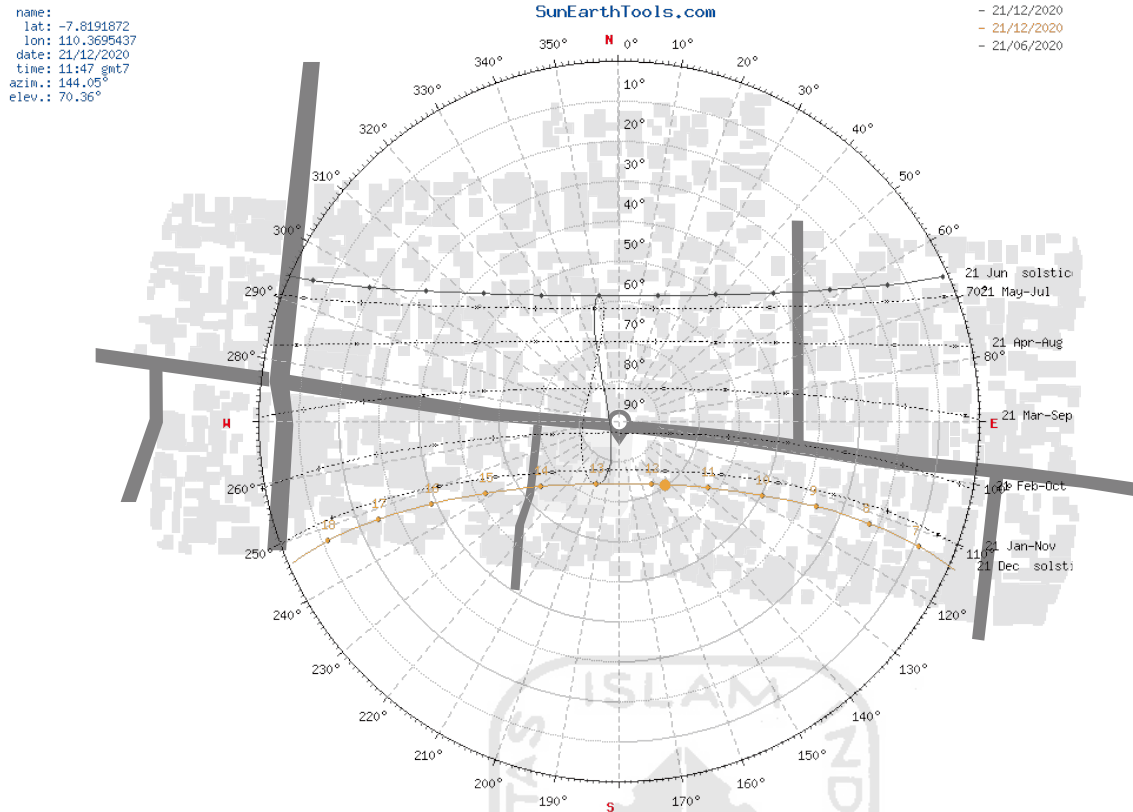 name:
lat: -7.8191872
lon: 110.3695437
date: 21/12/2020
time: 11:47 gmt7
azim.: 144.05°
elev.: 70.36°
SunEarthTools.com
— 21/12/2020
— 21/12/2020
— 21/06/2020
N
350° 0° 10°
340° 20°
330° 30°
320° 40°
310° 50°
300° 60°
290° 70°
280° 80°
W
E
260° 100°
250° 110°
240° 120°
230° 130°
220° 140°
210° 150°
200° 160°
190° 170°
S
10°
20°
30°
40°
50°
60°
70°
80°
90°
21 Jun solstic
21 May-Jul
21 Apr-Aug
21 Mar-Sep
21 Feb-Oct
21 Jan-Nov
21 Dec solsti
18 17 16 15 14 13 12 11 10 9 8 7
ISLAM